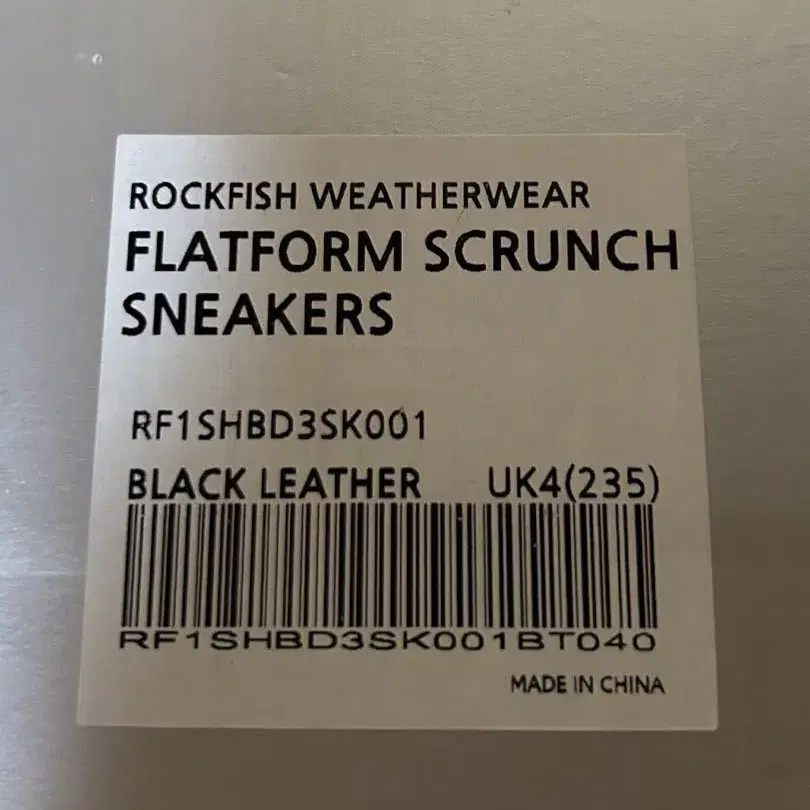 ROCKFISH WEATHERWEAR
FLATFORM SCRUNCH
SNEAKERS
RF1SHBD3SK001
BLACK LEATHER UK4(235)
RF1SHBD3SK001BT040
MADE IN CHINA